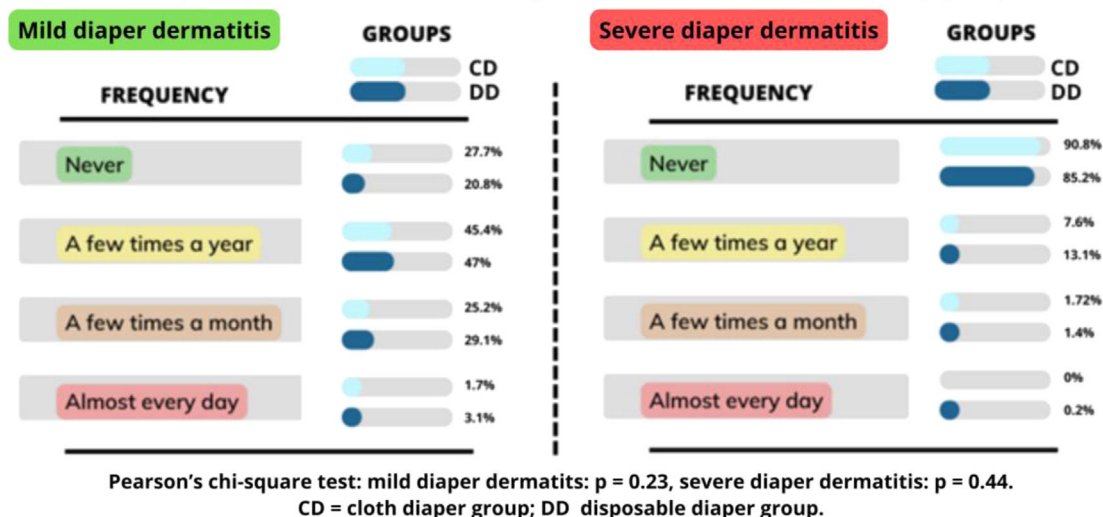 Mild diaper dermatitis
GROUPS
CD
DD
FREQUENCY
Never
27.7%
20.8%
A few times a year
45.4%
47%
A few times a month
25.2%
29.1%
Almost every day
1.7%
3.1%
Severe diaper dermatitis
GROUPS
CD
DD
FREQUENCY
Never
90.8%
85.2%
A few times a year
7.6%
13.1%
A few times a month
1.72%
1.4%
Almost every day
0%
0.2%
Pearson’s chi-square test: mild diaper dermatits: p = 0.23, severe diaper dermatitis: p = 0.44.
CD = cloth diaper group; DD disposable diaper group.